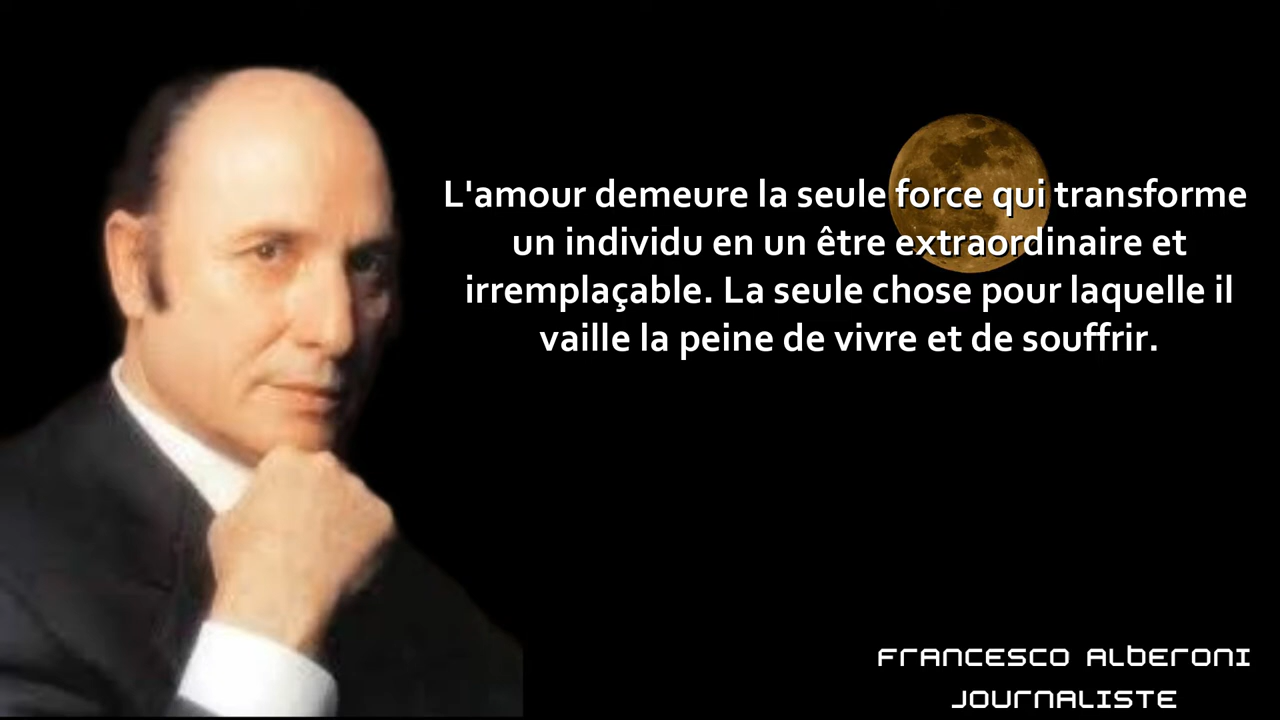 L'amour demeure la seule force qui transforme
un individu en un être extraordinaire et
irremplaçable. La seule chose pour laquelle il
vaille la peine de vivre et de souffrir.
FRANCESCO ALBERONI
JOURNALISTE